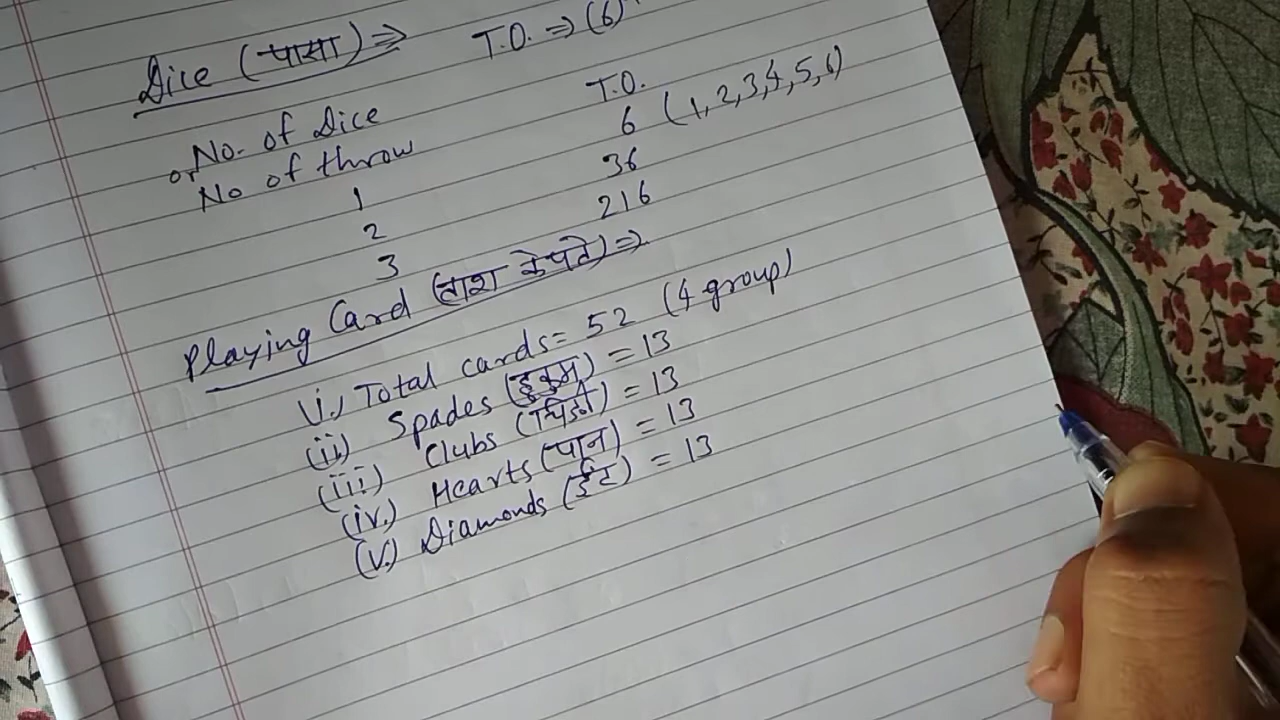 Dice (पासा) ⇒ T.O. ⇒ (6)
T.O.
No. of Dice 6 (1,2,3,4,5,6)
or No of throw
1 36
2 216
3
Playing Card (ताश के पत्ते) ⇒
(i.) Total cards = 52 (4 group)
(ii) Spades (हुकुम) = 13
(iii) Clubs (चिड़ी) = 13
(iv.) Hearts (पान) = 13
(v.) Diamonds (ईंट) = 13